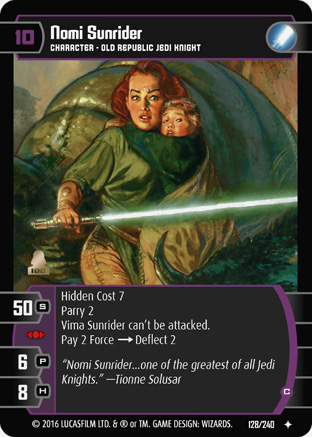 10
Nomi Sunrider
CHARACTER - OLD REPUBLIC JEDI KNIGHT
IDC
50 S
6 P
8 H
Hidden Cost 7
Parry 2
Vima Sunrider can't be attacked.
Pay 2 Force → Deflect 2
"Nomi Sunrider...one of the greatest of all Jedi
Knights." —Tionne Solusar
C
© 2016 LUCASFILM LTD. & ® or TM. GAME DESIGN: WIZARDS.
128/240